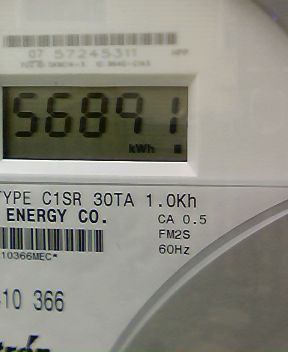 07 57245311
56891
kWh
TYPE C1SR 30TA 1.0Kh
ENERGY CO.
CA 0.5
FM2S
60Hz
10366MEC*
10 366